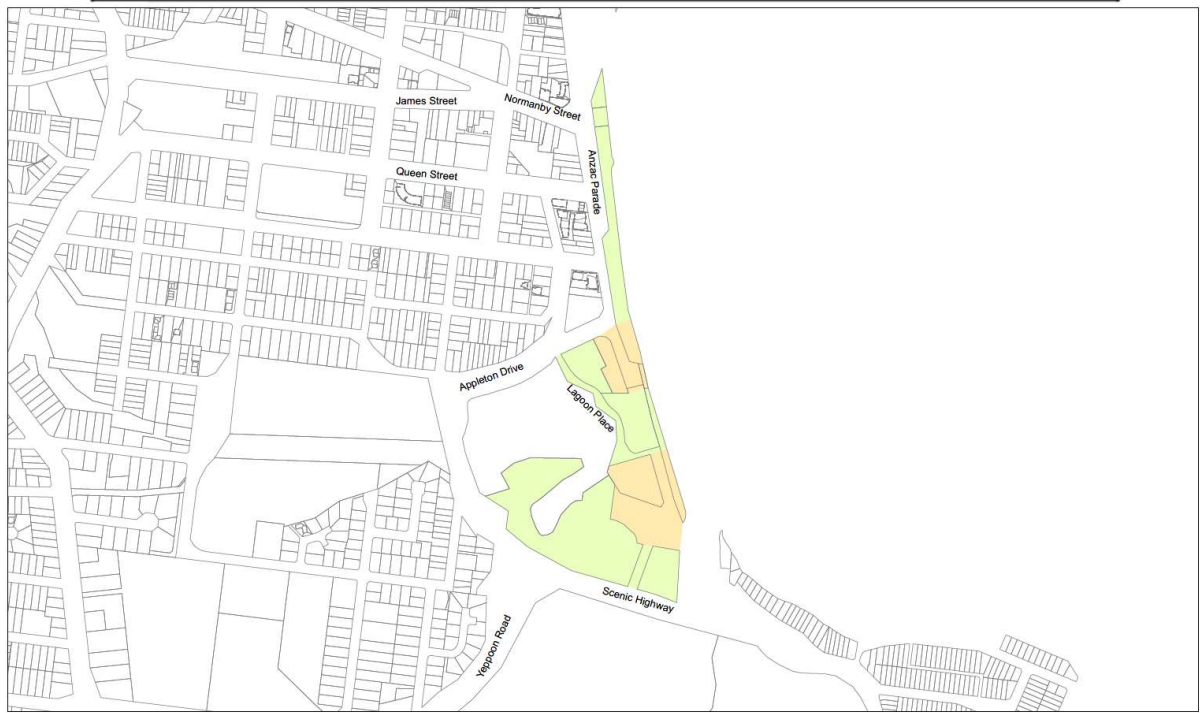 James Street
Normanby Street
Queen Street
Anzac Parade
Appleton Drive
Lagoon Place
Scenic Highway
Yeppoon Road